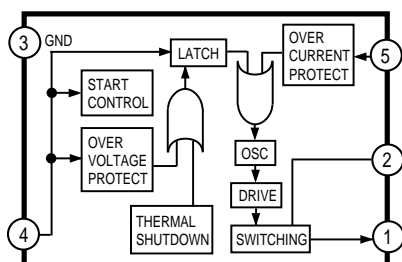 3 GND
LATCH
OVER
CURRENT
PROTECT
5
START
CONTROL
OVER
VOLTAGE
PROTECT
OSC
2
DRIVE
THERMAL
SHUTDOWN
4
SWITCHING
1